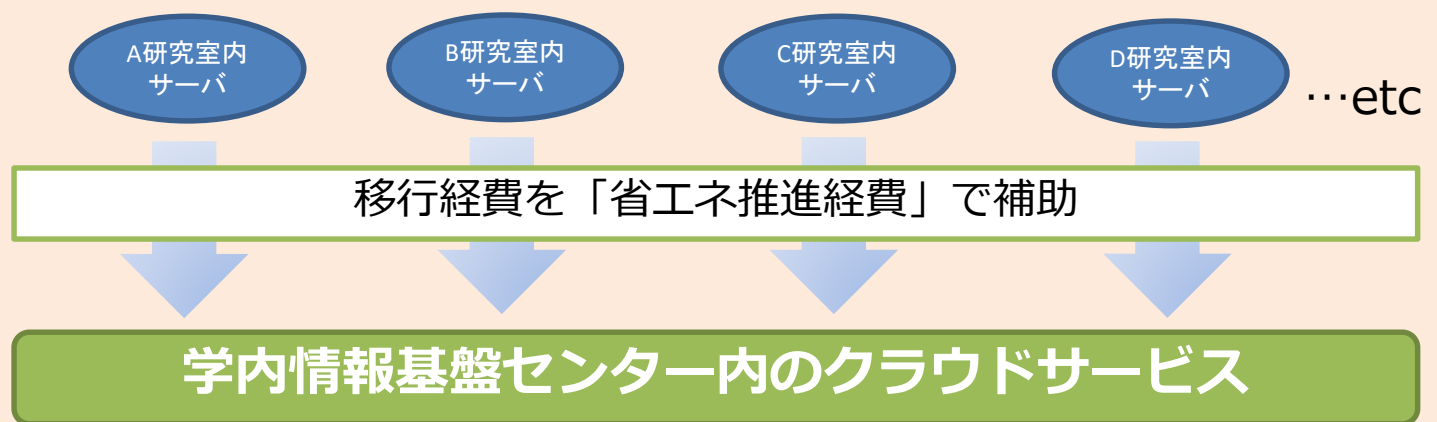 A研究室内
サーバ
B研究室内
サーバ
C研究室内
サーバ
D研究室内
サーバ
…etc
移行経費を「省エネ推進経費」で補助
学内情報基盤センター内のクラウドサービス